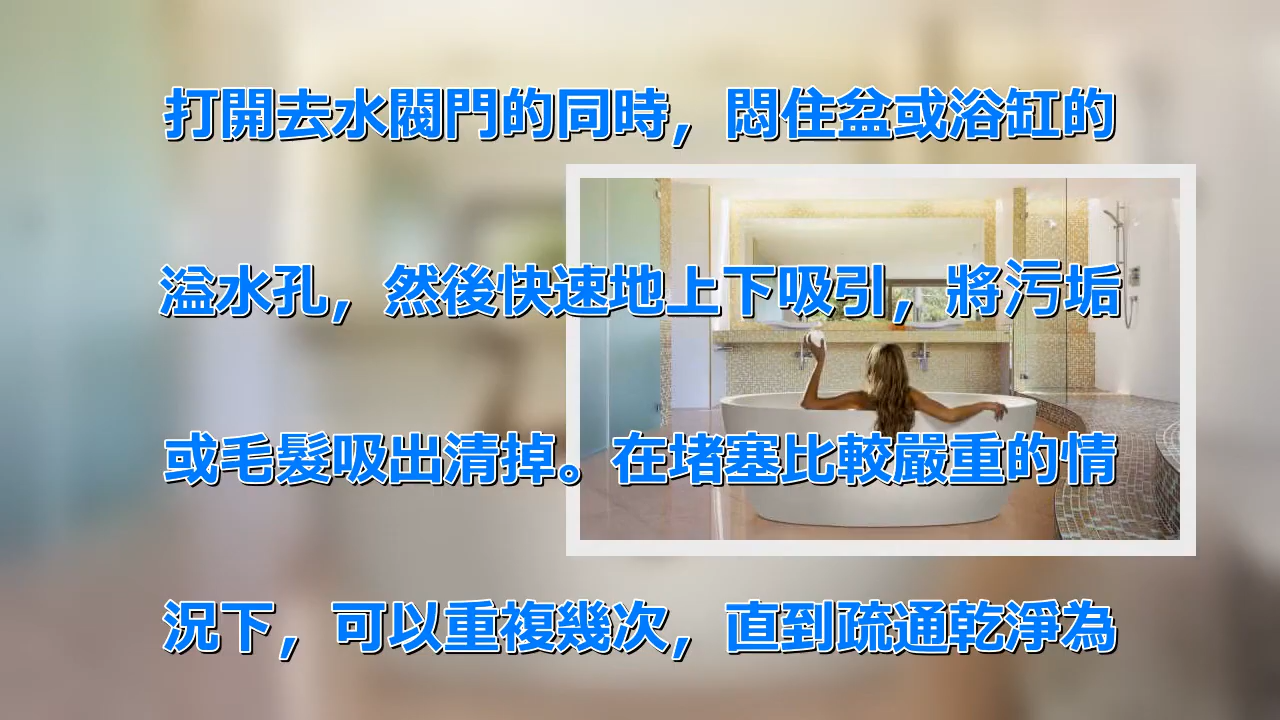 打開去水閥門的同時，悶住盆或浴缸的
溢水孔，然後快速地上下吸引，將污垢
或毛髮吸出清掉。在堵塞比較嚴重的情
況下，可以重複幾次，直到疏通乾淨為